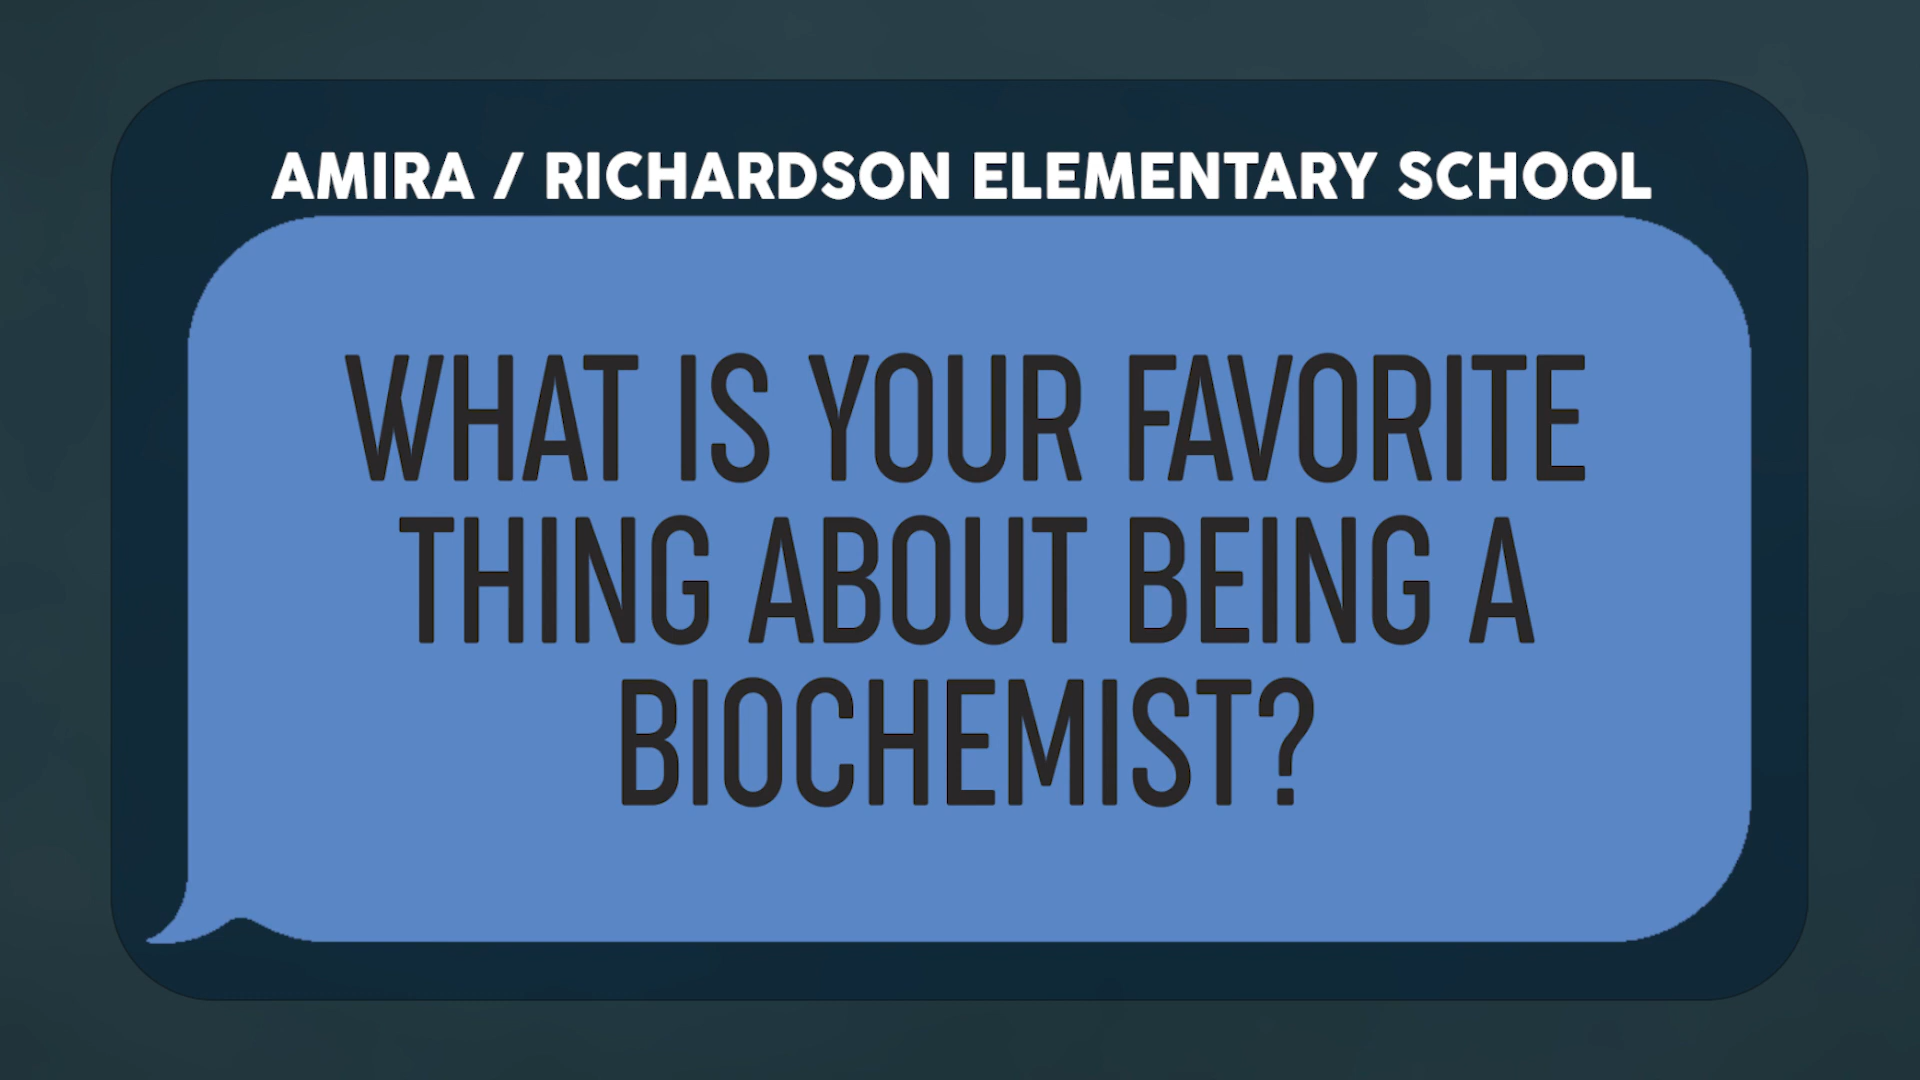 AMIRA / RICHARDSON ELEMENTARY SCHOOL
WHAT IS YOUR FAVORITE
THING ABOUT BEING A
BIOCHEMIST?